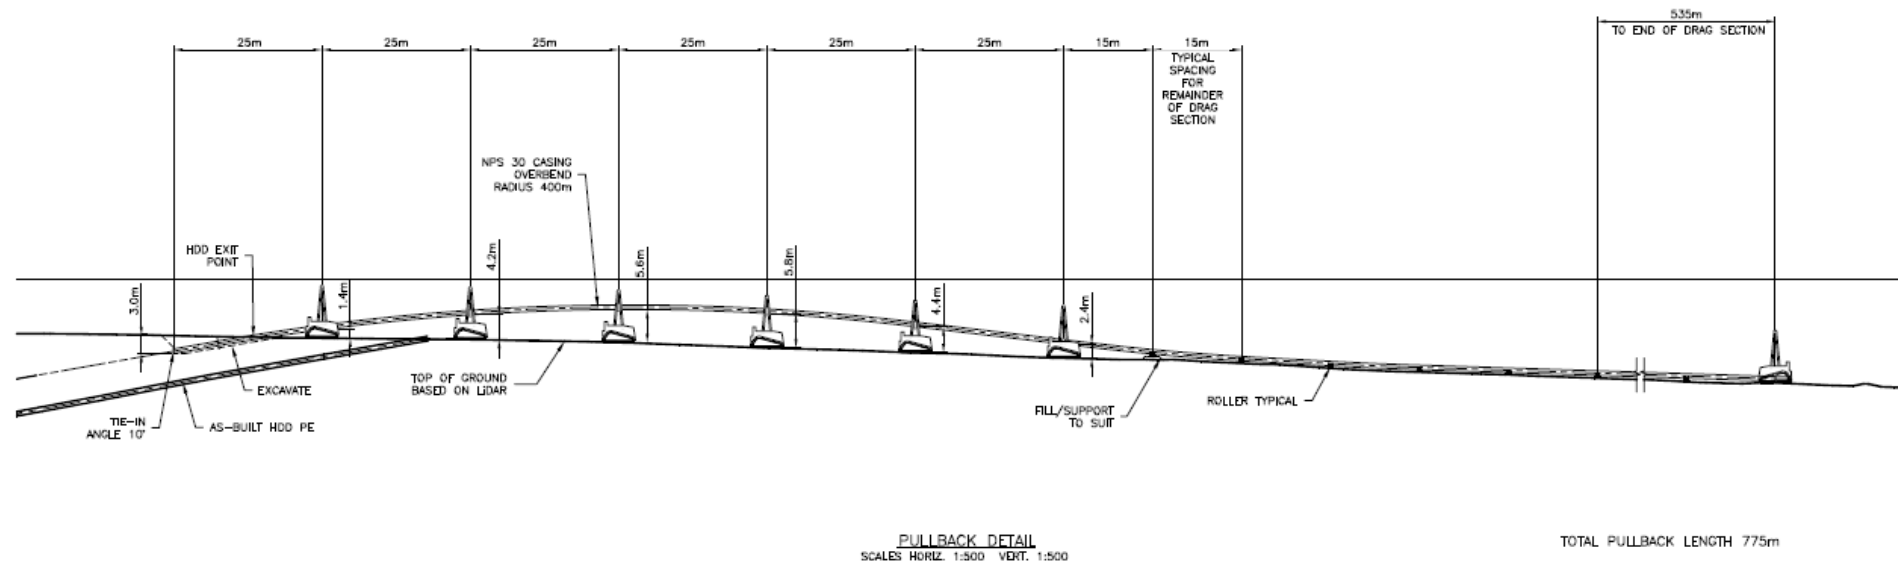 535m
TO END OF DRAG SECTION
25m
25m
25m
25m
25m
25m
15m
15m
TYPICAL
SPACING
FOR
REMAINDER
OF DRAG
SECTION
NPS 30 CASING
OVERBEND
RADIUS 400m
HDD EXIT
POINT
3.0m
1.4m
4.2m
5.6m
5.8m
4.4m
2.4m
EXCAVATE
TIE-IN
ANGLE 10°
AS-BUILT HDD PE
TOP OF GROUND
BASED ON LiDAR
FILL/SUPPORT
TO SUIT
ROLLER TYPICAL
PULLBACK DETAIL
SCALES HORIZ. 1:500 VERT. 1:500
TOTAL PULLBACK LENGTH 775m